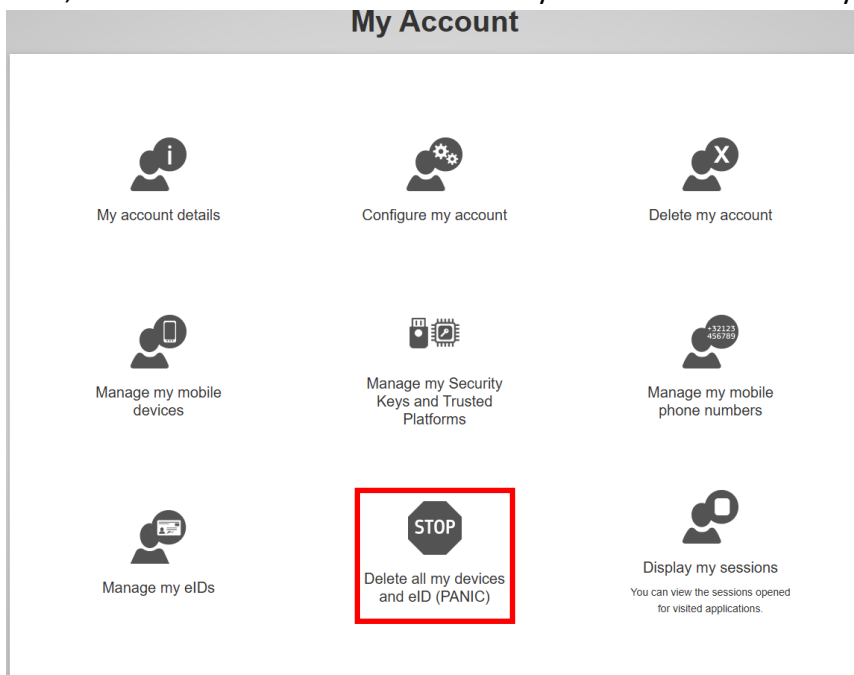 My Account
i
X
My account details
Configure my account
Delete my account
+32123
456789
Manage my mobile
devices
Manage my Security
Keys and Trusted
Platforms
Manage my mobile
phone numbers
STOP
Manage my eIDs
Delete all my devices
and eID (PANIC)
Display my sessions
You can view the sessions opened
for visited applications.